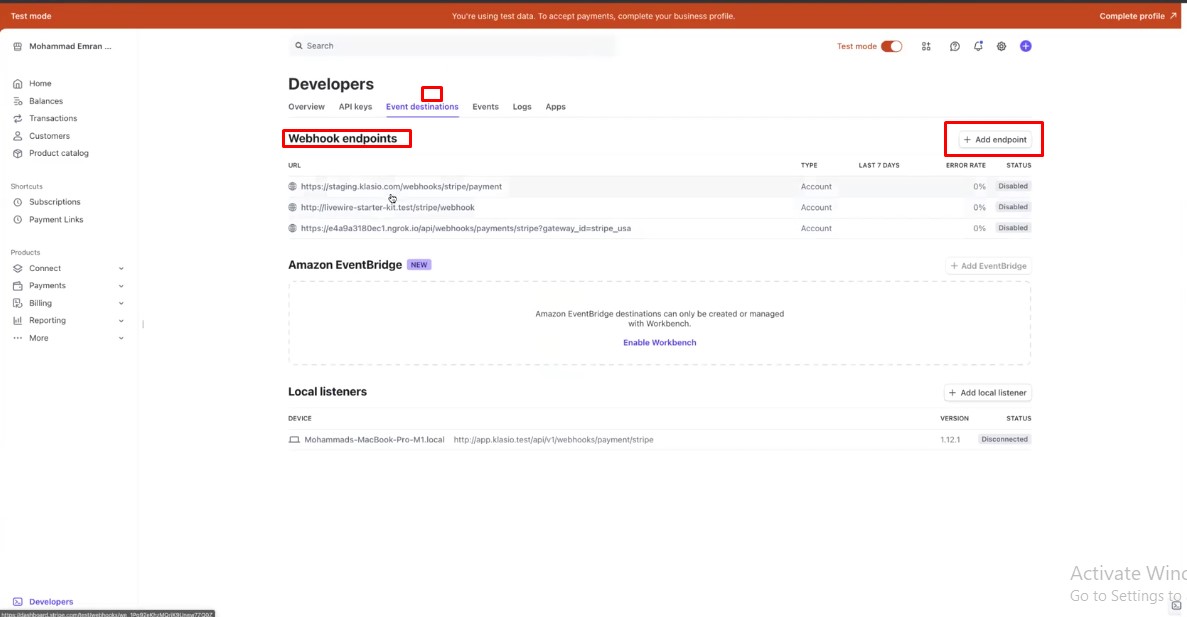 Test mode
You're using test data. To accept payments, complete your business profile.
Complete profile
Mohammad Emran ...
Search
Test mode
Home
Balances
Transactions
Customers
Product catalog
Shortcuts
Subscriptions
Payment Links
Products
Connect
Payments
Billing
Reporting
More
Developers
Developers
Overview API keys Event destinations Events Logs Apps
Webhook endpoints
+ Add endpoint
URL TYPE LAST 7 DAYS ERROR RATE STATUS
https://staging.klasio.com/webhooks/stripe/payment Account 0% Disabled
http://livewire-starter-kit.test/stripe/webhook Account 0% Disabled
https://e4a9a3180ec1.ngrok.io/api/webhooks/payments/stripe?gateway_id=stripe_usa Account 0% Disabled
Amazon EventBridge NEW
+ Add EventBridge
Amazon EventBridge destinations can only be created or managed
with Workbench.
Enable Workbench
Local listeners
+ Add local listener
DEVICE VERSION STATUS
Mohammads-MacBook-Pro-M1.local http://app.klasio.test/api/v1/webhooks/payment/stripe 1.12.1 Disconnected
Activate Win
Go to Settings to